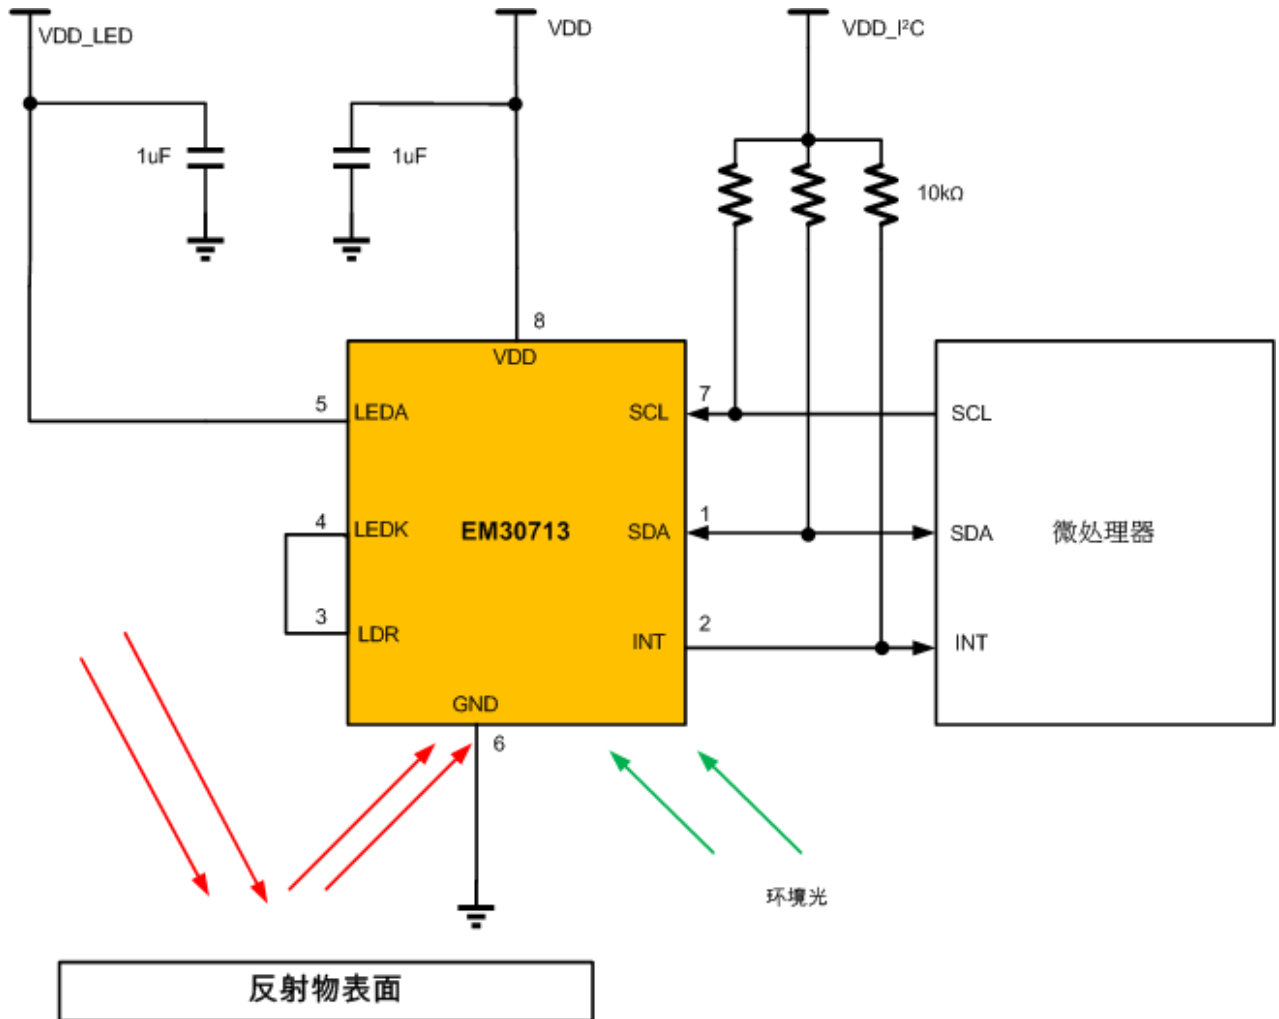 VDD_LED
VDD
VDD_I²C
1uF
1uF
10kΩ
8
VDD
5
LEDA
SCL
7
SCL
4
LEDK
EM30713
SDA
1
SDA
微处理器
3
LDR
INT
2
INT
GND
6
环境光
反射物表面